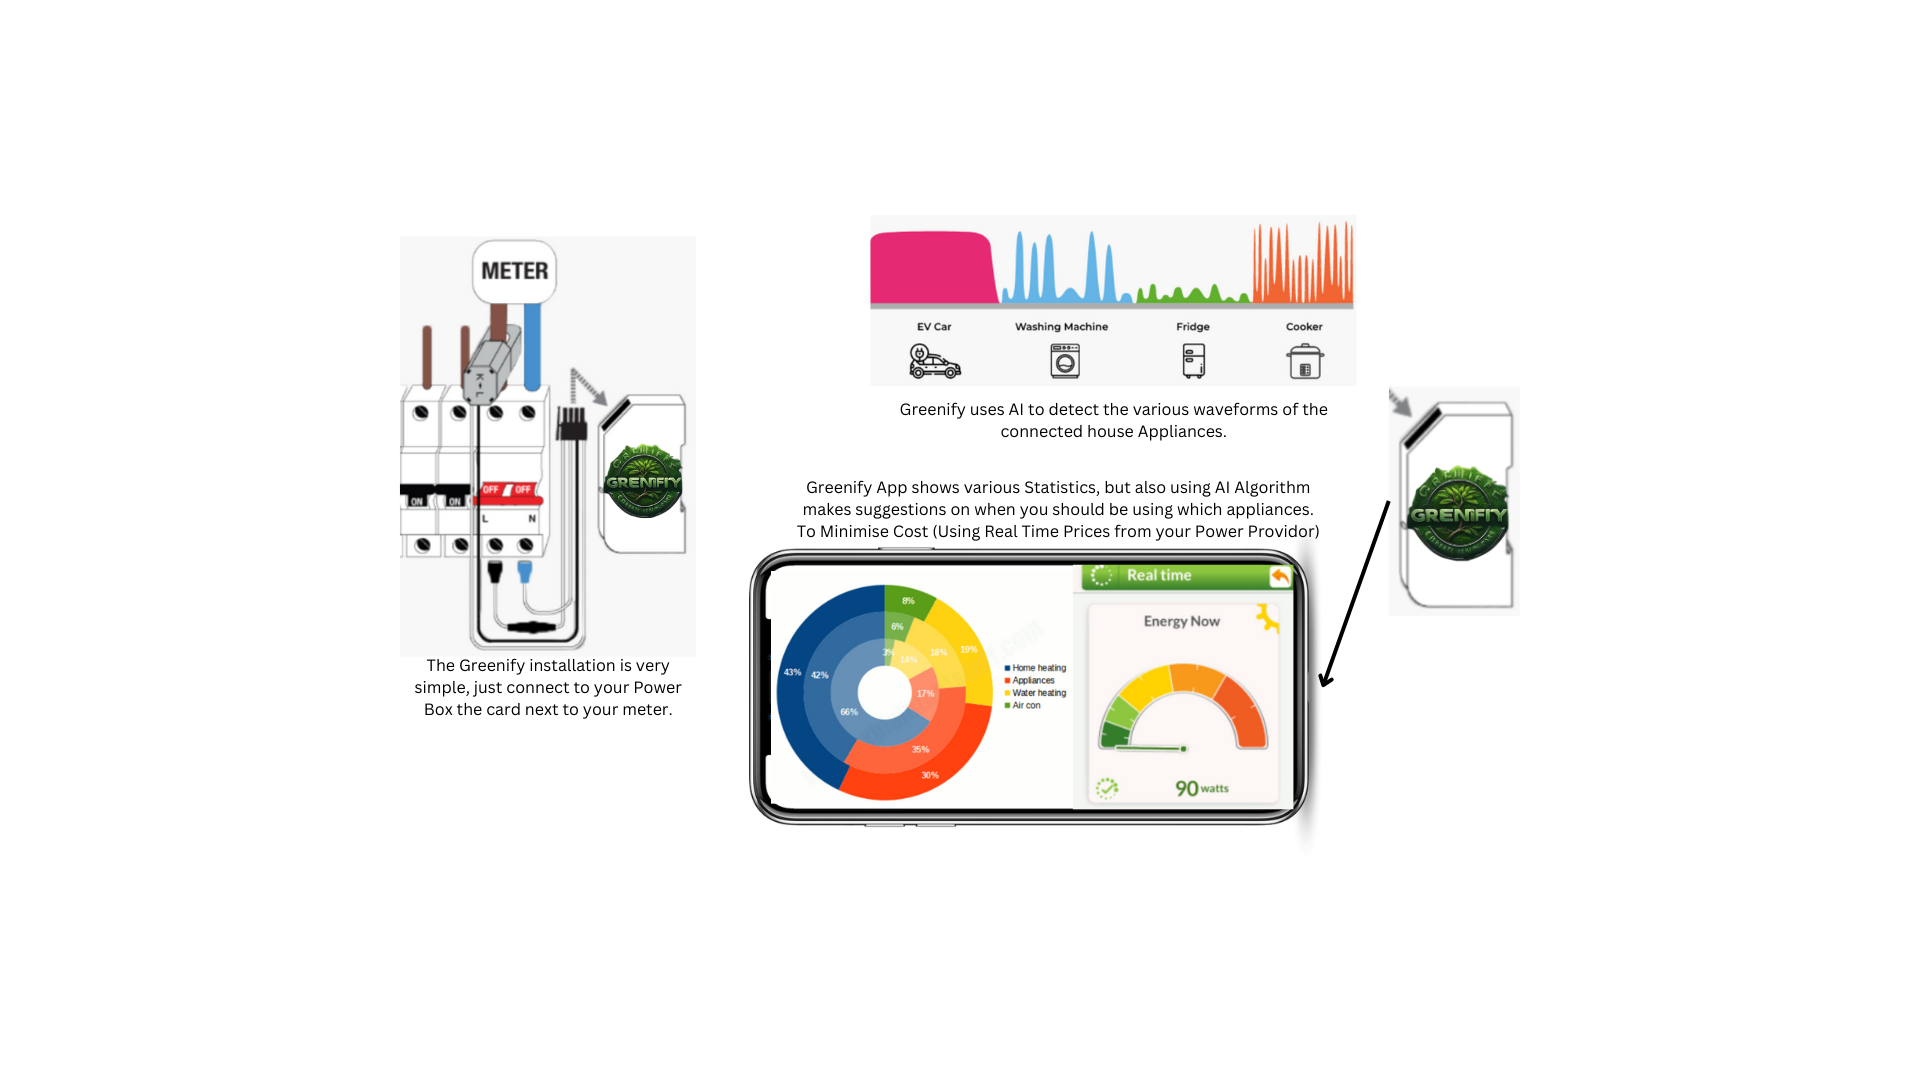 METER
K
L
ON
ON
OFF
OFF
L
N
GRENIFIY
The Greenify installation is very
simple, just connect to your Power
Box the card next to your meter.
EV Car
Washing Machine
Fridge
Cooker
Greenify uses AI to detect the various waveforms of the
connected house Appliances.
Greenify App shows various Statistics, but also using AI Algorithm
makes suggestions on when you should be using which appliances.
To Minimise Cost (Using Real Time Prices from your Power Providor)
8%
6%
3%
14%
18%
19%
43%
42%
66%
17%
35%
30%
Home heating
Appliances
Water heating
Air con
Real time
Energy Now
90 watts
GRENIFIY